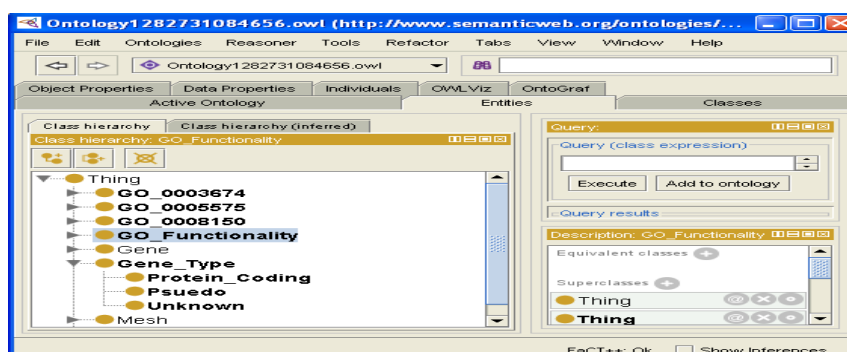 Ontology1282731084656.owl (http://www.semanticweb.org/ontologies/...
File Edit Ontologies Reasoner Tools Refactor Tabs View Window Help
Ontology1282731084656.owl
Object Properties Data Properties Individuals OWLViz OntoGraf
Active Ontology Entities Classes
Class hierarchy Class hierarchy (inferred)
Class hierarchy: GO_Functionality
Thing
GO_0003674
GO_0005575
GO_0008150
GO_Functionality
Gene
Gene_Type
Protein_Coding
Psuedo
Unknown
Mesh
Query:
Query (class expression)
Execute Add to ontology
Query results
Description: GO_Functionality
Equivalent classes
Superclasses
Thing
Thing
FaCT++: Ok Show Inferences